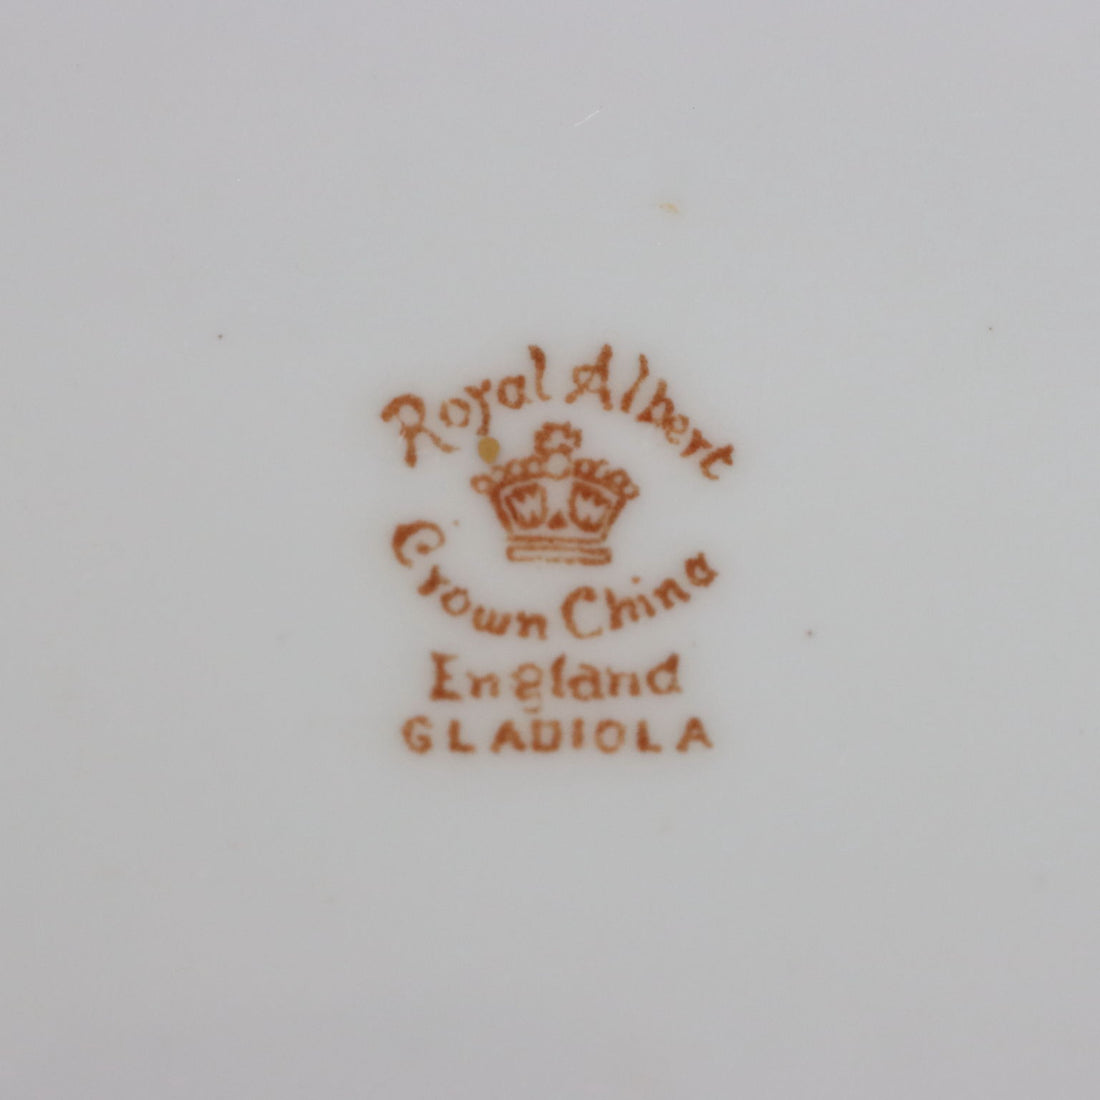 Royal Albert
Crown China
England
GLADIOLA